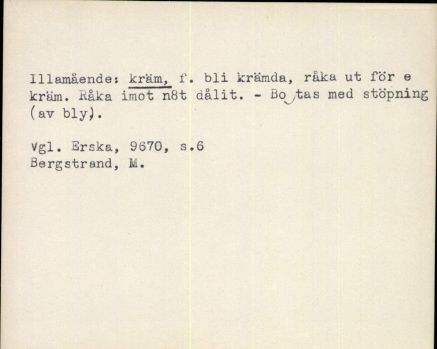 Illamående: kräm, f. bli krämda, råka ut för e
kräm. Råka imot n8t dålit. - Bo tas med stöpning
(av bly).
Vgl. Erska, 9670, s.6
Bergstrand, M.